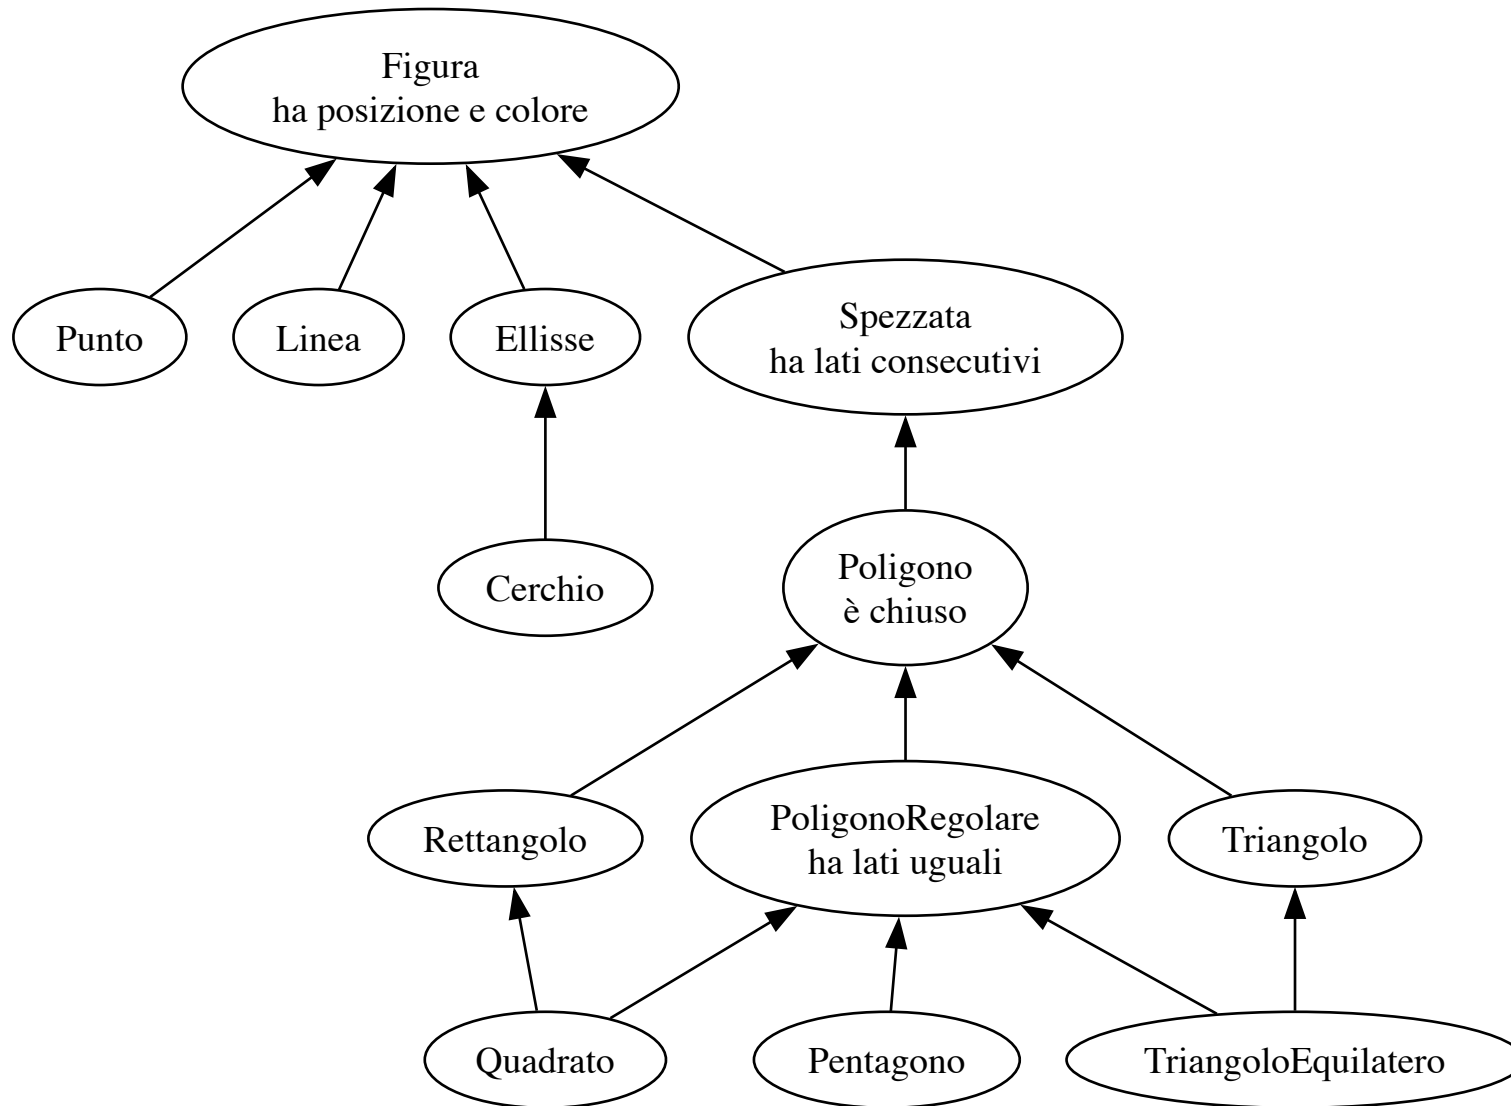 Figura
ha posizione e colore
Punto
Linea
Ellisse
Spezzata
ha lati consecutivi
Cerchio
Poligono
è chiuso
Rettangolo
PoligonoRegolare
ha lati uguali
Triangolo
Quadrato
Pentagono
TriangoloEquilatero